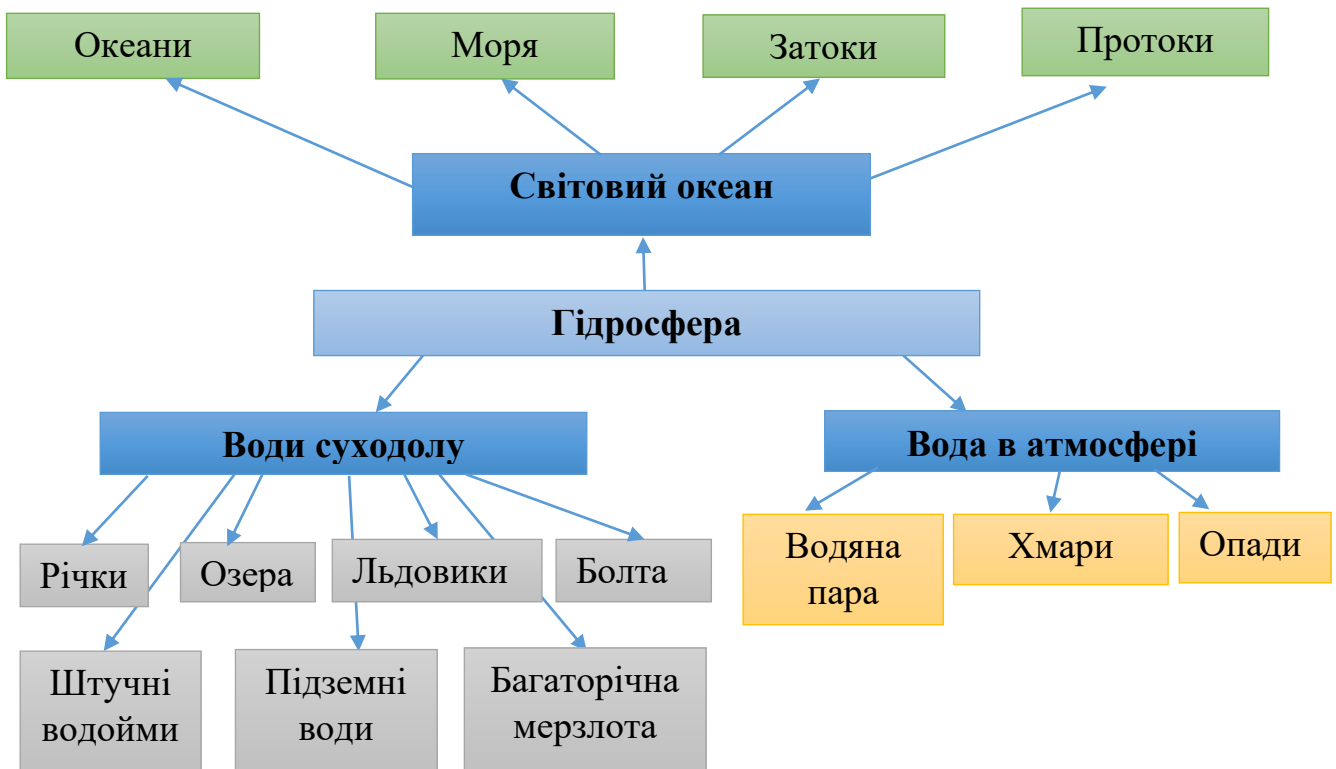 Океани
Моря
Затоки
Протоки
Світовий океан
Гідросфера
Води суходолу
Вода в атмосфері
Річки
Озера
Льдовики
Болта
Водяна
пара
Хмари
Опади
Штучні
водойми
Підземні
води
Багаторічна
мерзлота